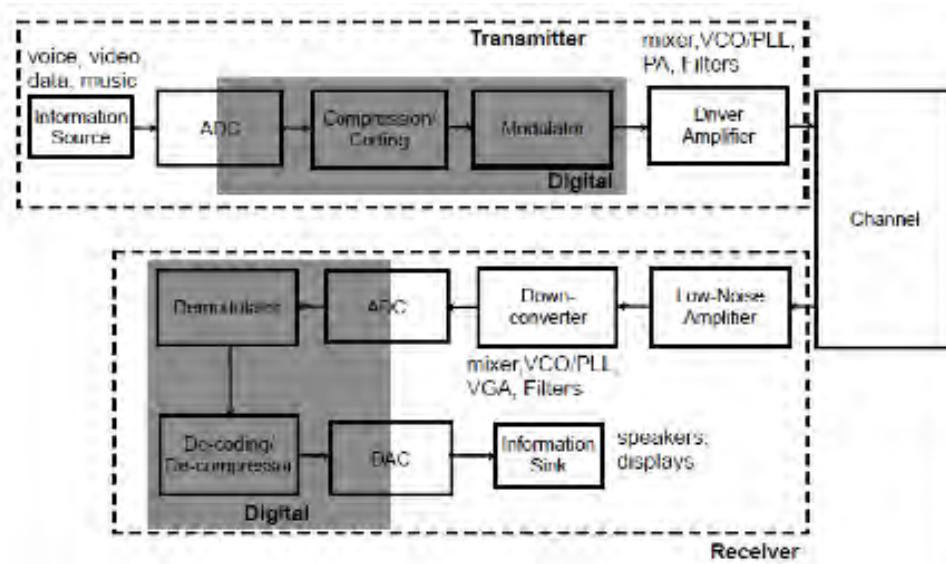 Transmitter
mixer,VCO/PLL,
PA, Filters
voice, video,
data, music
Information
Source
ADC
Compression/
Corling
Modulator
Driver
Amplifier
Digital
Channel
Demodulator
ADC
Down-
converter
Low-Noise
Amplifier
mixer,VCO/PLL,
VGA, Filters
De-coding/
De-compressor
DAC
Information
Sink
speakers,
displays
Digital
Receiver